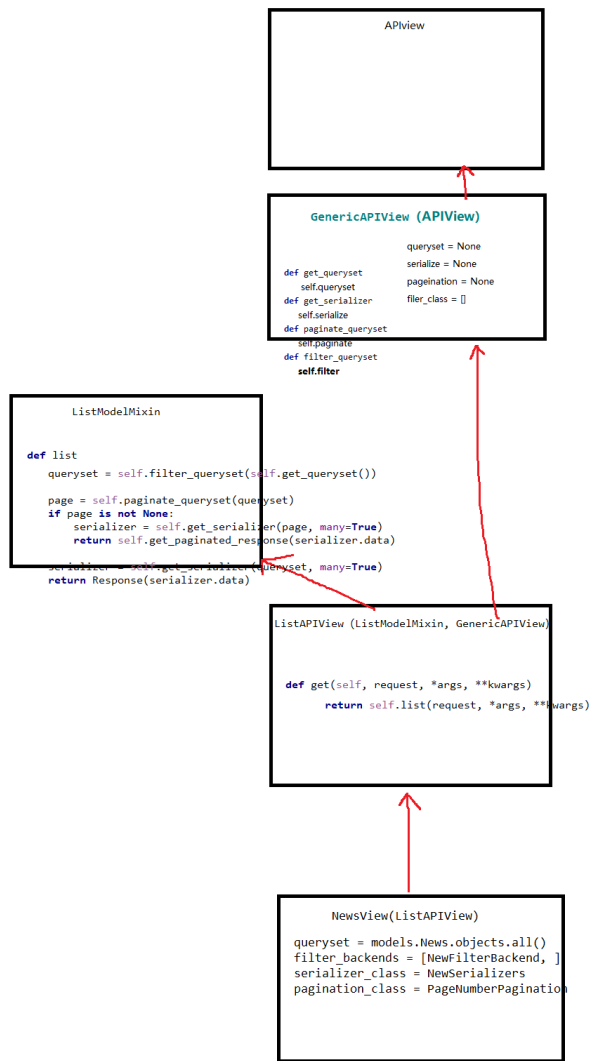 APIview
GenericAPIView (APIView)
queryset = None
serialize = None
pageination = None
filer_class = []
def get_queryset
self.queryset
def get_serializer
self.serialize
def paginate_queryset
self.paginate
def filter_queryset
self.filter
ListModelMixin
def list
queryset = self.filter_queryset(self.get_queryset())
page = self.paginate_queryset(queryset)
if page is not None:
serializer = self.get_serializer(page, many=True)
return self.get_paginated_response(serializer.data)
serializer = self.get_serializer(queryset, many=True)
return Response(serializer.data)
ListAPIView (ListModelMixin, GenericAPIView)
def get(self, request, *args, **kwargs)
return self.list(request, *args, **kwargs)
NewsView(ListAPIView)
queryset = models.News.objects.all()
filter_backends = [NewFilterBackend, ]
serializer_class = NewSerializers
pagination_class = PageNumberPagination